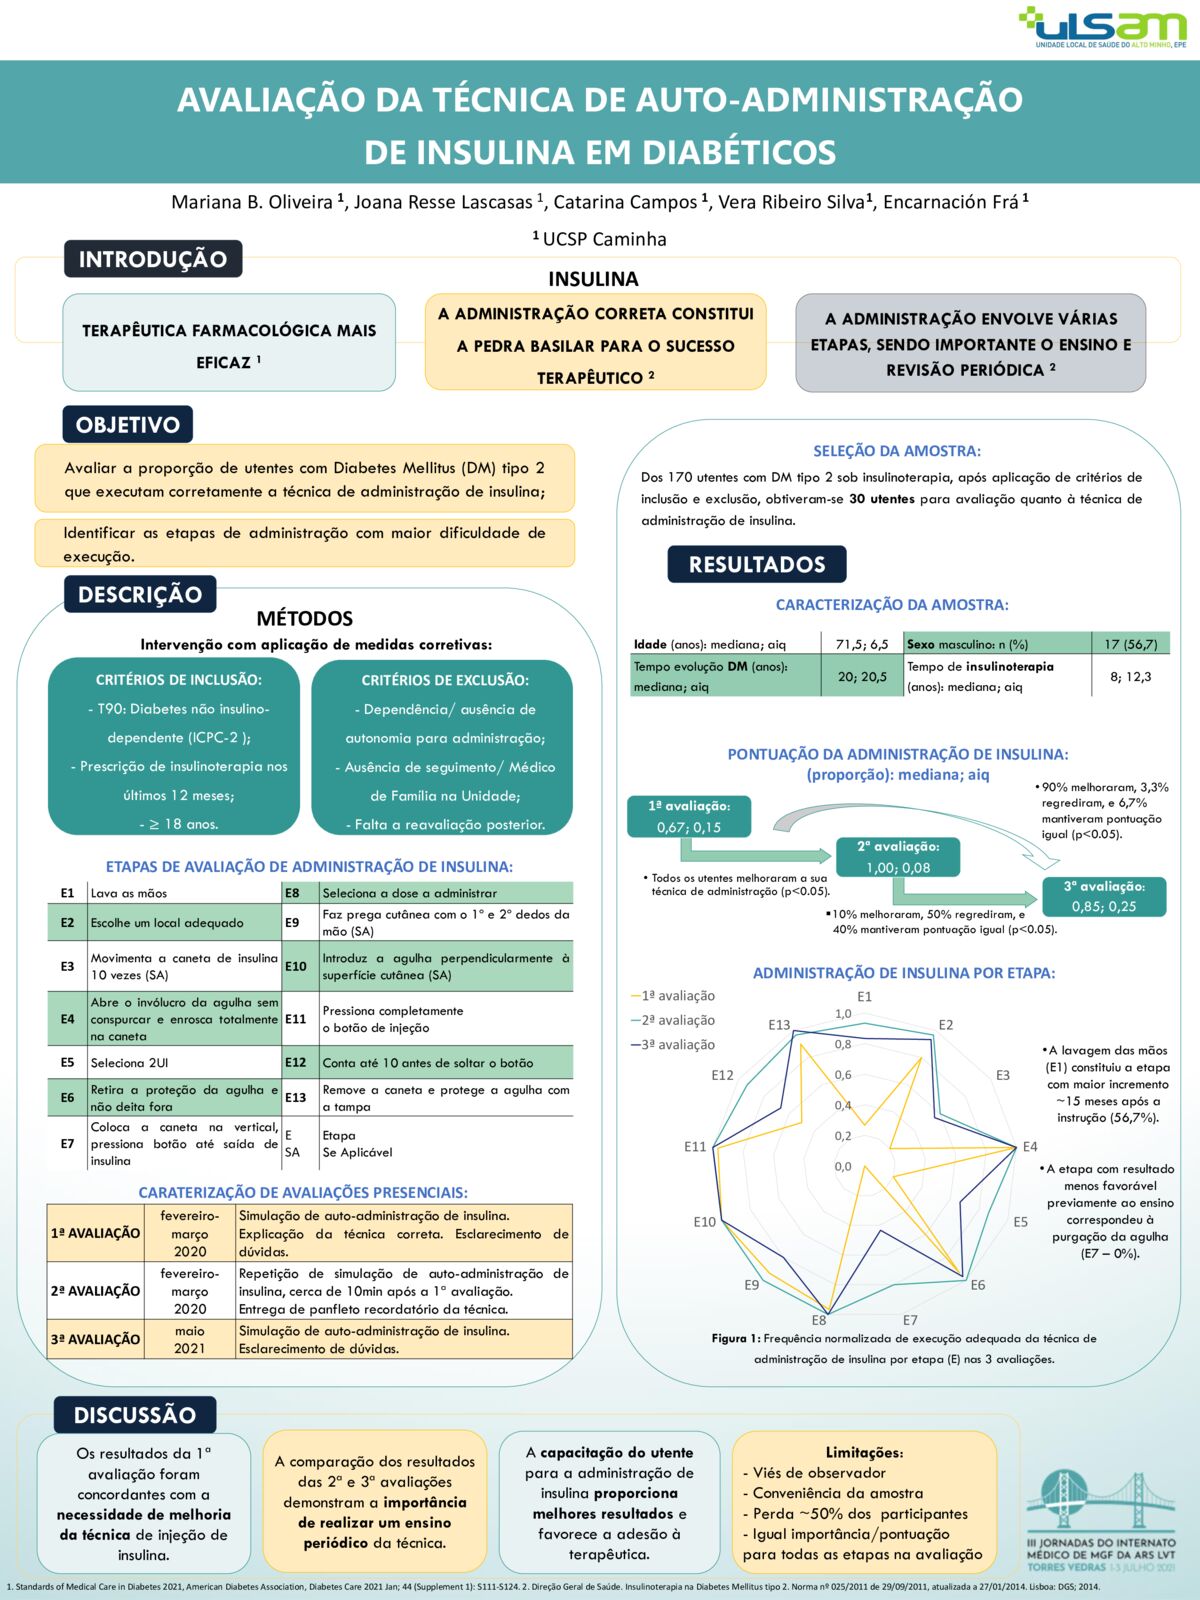 ulsam
UNIDADE LOCAL DE SAÚDE DO ALTO MINHO, EPE
AVALIAÇÃO DA TÉCNICA DE AUTO-ADMINISTRAÇÃO
DE INSULINA EM DIABÉTICOS
Mariana B. Oliveira ¹, Joana Resse Lascasas ¹, Catarina Campos ¹, Vera Ribeiro Silva¹, Encarnación Frá ¹
¹ UCSP Caminha
INTRODUÇÃO
INSULINA
TERAPÊUTICA FARMACOLÓGICA MAIS
EFICAZ ¹
A ADMINISTRAÇÃO CORRETA CONSTITUI
A PEDRA BASILAR PARA O SUCESSO
TERAPÊUTICO ²
A ADMINISTRAÇÃO ENVOLVE VÁRIAS
ETAPAS, SENDO IMPORTANTE O ENSINO E
REVISÃO PERIÓDICA ²
OBJETIVO
Avaliar a proporção de utentes com Diabetes Mellitus (DM) tipo 2
que executam corretamente a técnica de administração de insulina;
Identificar as etapas de administração com maior dificuldade de
execução.
DESCRIÇÃO
MÉTODOS
Intervenção com aplicação de medidas corretivas:
CRITÉRIOS DE INCLUSÃO:
- T90: Diabetes não insulino-
dependente (ICPC-2 );
- Prescrição de insulinoterapia nos
últimos 12 meses;
- ≥ 18 anos.
CRITÉRIOS DE EXCLUSÃO:
- Dependência/ ausência de
autonomia para administração;
- Ausência de seguimento/ Médico
de Família na Unidade;
- Falta a reavaliação posterior.
ETAPAS DE AVALIAÇÃO DE ADMINISTRAÇÃO DE INSULINA:
E1 Lava as mãos
E8 Seleciona a dose a administrar
E2 Escolhe um local adequado
E9 Faz prega cutânea com o 1º e 2º dedos da
mão (SA)
E3 Movimenta a caneta de insulina
10 vezes (SA)
E10 Introduz a agulha perpendicularmente à
superfície cutânea (SA)
E4 Abre o invólucro da agulha sem
conspurcar e enrosca totalmente
na caneta
E11 Pressiona completamente
o botão de injeção
E5 Seleciona 2UI
E12 Conta até 10 antes de soltar o botão
E6 Retira a proteção da agulha e
não deita fora
E13 Remove a caneta e protege a agulha com
a tampa
E7 Coloca a caneta na vertical,
pressiona botão até saída de
insulina
E Etapa
SA Se Aplicável
CARATERIZAÇÃO DE AVALIAÇÕES PRESENCIAIS:
1ª AVALIAÇÃO
fevereiro-
março
2020
Simulação de auto-administração de insulina.
Explicação da técnica correta. Esclarecimento de
dúvidas.
2ª AVALIAÇÃO
fevereiro-
março
2020
Repetição de simulação de auto-administração de
insulina, cerca de 10min após a 1ª avaliação.
Entrega de panfleto recordatório da técnica.
3ª AVALIAÇÃO
maio
2021
Simulação de auto-administração de insulina.
Esclarecimento de dúvidas.
SELEÇÃO DA AMOSTRA:
Dos 170 utentes com DM tipo 2 sob insulinoterapia, após aplicação de critérios de
inclusão e exclusão, obtiveram-se 30 utentes para avaliação quanto à técnica de
administração de insulina.
RESULTADOS
CARACTERIZAÇÃO DA AMOSTRA:
Idade (anos): mediana; aiq 71,5; 6,5 Sexo masculino: n (%) 17 (56,7)
Tempo evolução DM (anos):
mediana; aiq
20; 20,5
Tempo de insulinoterapia
(anos): mediana; aiq
8; 12,3
PONTUAÇÃO DA ADMINISTRAÇÃO DE INSULINA:
(proporção): mediana; aiq
1ª avaliação:
0,67; 0,15
• 90% melhoraram, 3,3%
regrediram, e 6,7%
mantiveram pontuação
igual (p<0.05).
2ª avaliação:
1,00; 0,08
• Todos os utentes melhoraram a sua
técnica de administração (p<0.05).
3ª avaliação:
0,85; 0,25
▪ 10% melhoraram, 50% regrediram, e
40% mantiveram pontuação igual (p<0.05).
ADMINISTRAÇÃO DE INSULINA POR ETAPA:
1ª avaliação
2ª avaliação
3ª avaliação
E1
E2
E3
E4
E5
E6
E7
E8
E9
E10
E11
E12
E13
1,0
0,8
0,6
0,4
0,2
0,0
•A lavagem das mãos
(E1) constituiu a etapa
com maior incremento
~15 meses após a
instrução (56,7%).
•A etapa com resultado
menos favorável
previamente ao ensino
correspondeu à
purgação da agulha
(E7 – 0%).
Figura 1: Frequência normalizada de execução adequada da técnica de
administração de insulina por etapa (E) nas 3 avaliações.
DISCUSSÃO
Os resultados da 1ª
avaliação foram
concordantes com a
necessidade de melhoria
da técnica de injeção de
insulina.
A comparação dos resultados
das 2ª e 3ª avaliações
demonstram a importância
de realizar um ensino
periódico da técnica.
A capacitação do utente
para a administração de
insulina proporciona
melhores resultados e
favorece a adesão à
terapêutica.
Limitações:
- Viés de observador
- Conveniência da amostra
- Perda ~50% dos participantes
- Igual importância/pontuação
para todas as etapas na avaliação
III JORNADAS DO INTERNATO
MÉDICO DE MGF DA ARS LVT
TORRES VEDRAS 1-3 JULHO 2021
1. Standards of Medical Care in Diabetes 2021, American Diabetes Association, Diabetes Care 2021 Jan; 44 (Supplement 1): S111-S124. 2. Direção Geral de Saúde. Insulinoterapia na Diabetes Mellitus tipo 2. Norma nº 025/2011 de 29/09/2011, atualizada a 27/01/2014. Lisboa: DGS; 2014.